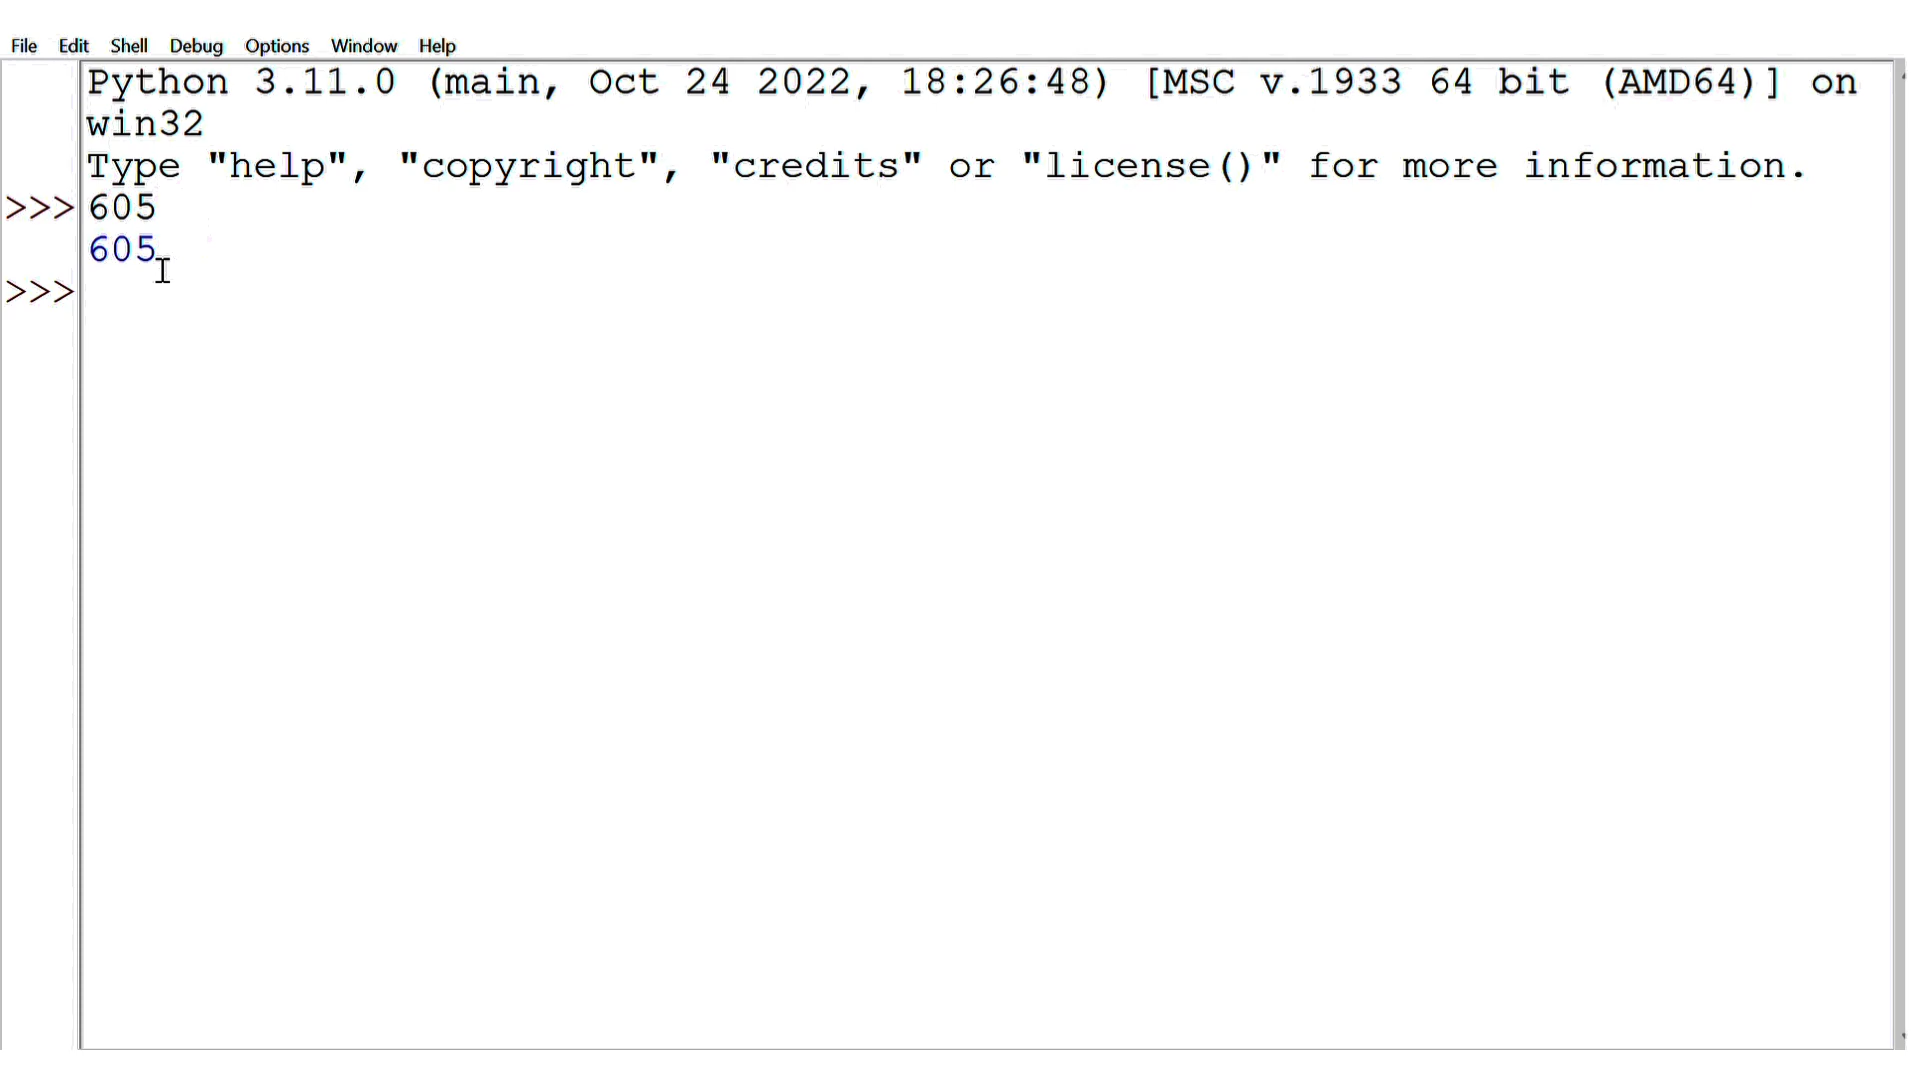 File Edit Shell Debug Options Window Help
Python 3.11.0 (main, Oct 24 2022, 18:26:48) [MSC v.1933 64 bit (AMD64)] on
win32
Type "help", "copyright", "credits" or "license()" for more information.
>>> 605
605
>>>